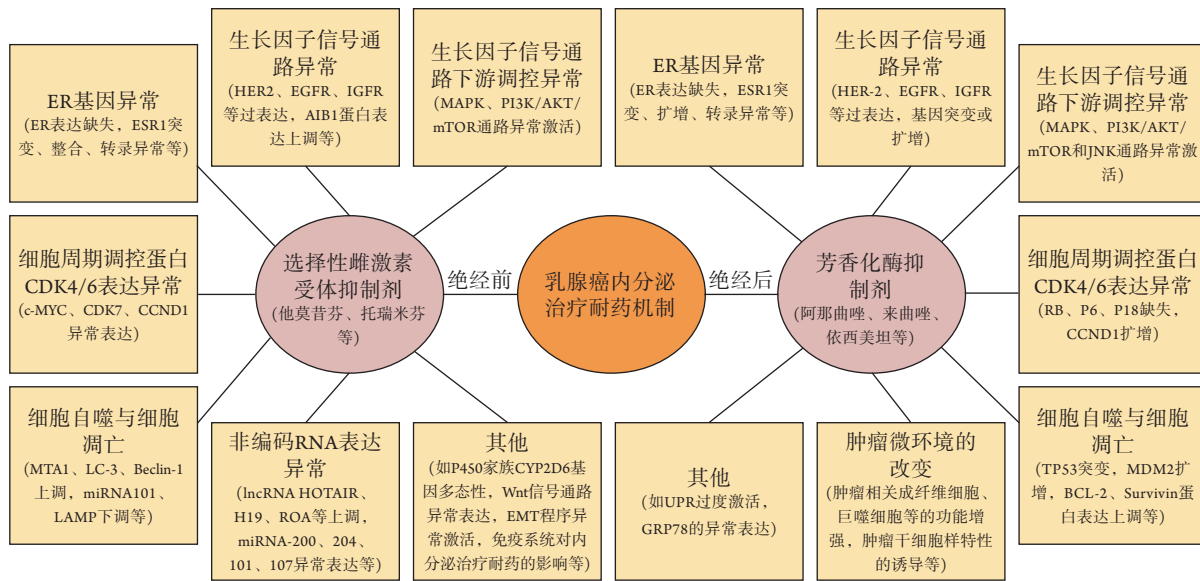 ER基因异常
(ER表达缺失，ESR1突
变、整合、转录异常等)
生长因子信号通
路异常
(HER2、EGFR、IGFR
等过表达，AIB1蛋白表
达上调等)
生长因子信号通
路下游调控异常
(MAPK、PI3K/AKT/
mTOR通路异常激活)
ER基因异常
(ER表达缺失，ESR1突
变、扩增、转录异常等)
生长因子信号通
路异常
(HER-2、EGFR、IGFR
等过表达，基因突变或
扩增)
生长因子信号通
路下游调控异常
(MAPK、PI3K/AKT/
mTOR和JNK通路异常激
活)
细胞周期调控蛋白
CDK4/6表达异常
(c-MYC、CDK7、CCND1
异常表达)
选择性雌激素
受体抑制剂
(他莫昔芬、托瑞米芬
等)
绝经前
乳腺癌内分泌
治疗耐药机制
绝经后
芳香化酶抑
制剂
(阿那曲唑、来曲唑、
依西美坦等)
细胞周期调控蛋白
CDK4/6表达异常
(RB、P6、P18缺失，
CCND1扩增)
细胞自噬与细胞
凋亡
(MTA1、LC-3、Beclin-1
上调，miRNA101、
LAMP下调等)
非编码RNA表达
异常
(lncRNA HOTAIR、
H19、ROA等上调，
miRNA-200、204、
101、107异常表达等)
其他
(如P450家族CYP2D6基
因多态性，Wnt信号通路
异常表达，EMT程序异
常激活，免疫系统对内
分泌治疗耐药的影响等)
其他
(如UPR过度激活，
GRP78的异常表达)
肿瘤微环境的
改变
(肿瘤相关成纤维细胞、
巨噬细胞等的功能增
强，肿瘤干细胞样特性
的诱导等)
细胞自噬与细胞
凋亡
(TP53突变，MDM2扩
增，BCL-2、Survivin蛋
白表达上调等)